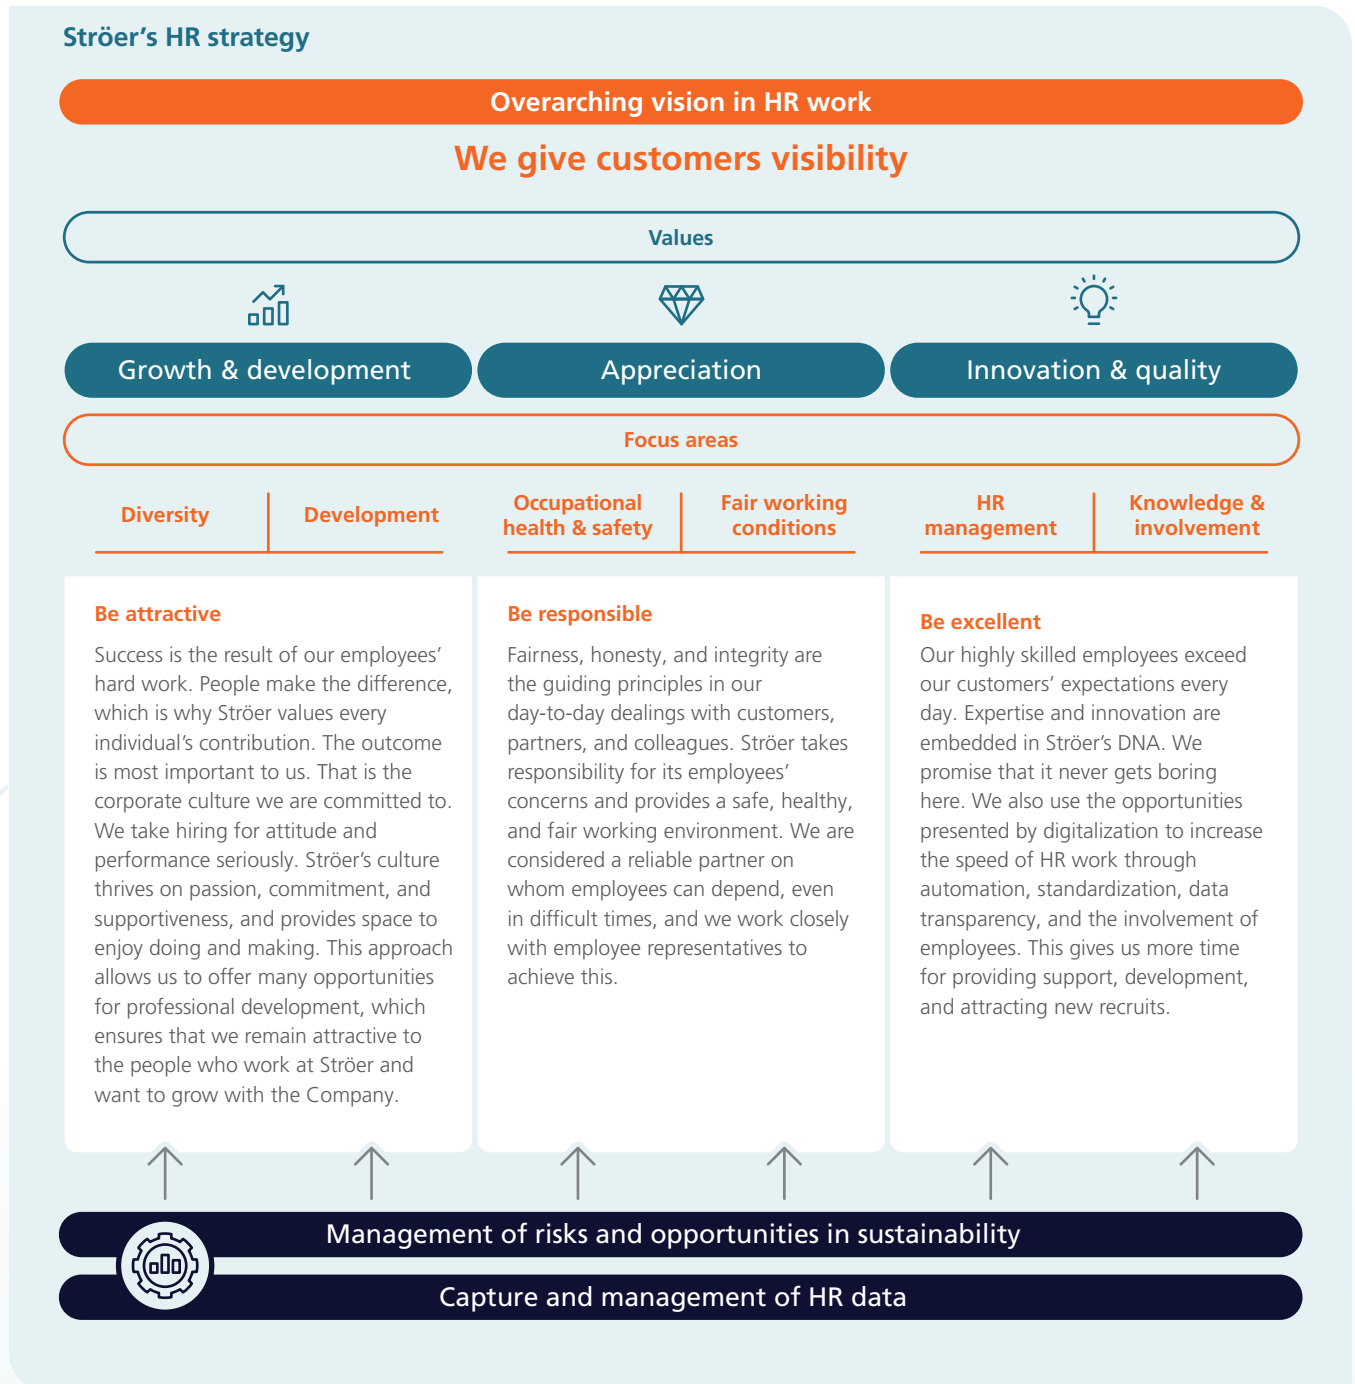 Ströer’s HR strategy
Overarching vision in HR work
We give customers visibility
Values
Growth & development
Appreciation
Innovation & quality
Focus areas
Diversity
Development
Occupational
health & safety
Fair working
conditions
HR
management
Knowledge &
involvement
Be attractive
Success is the result of our employees’
hard work. People make the difference,
which is why Ströer values every
individual’s contribution. The outcome
is most important to us. That is the
corporate culture we are committed to.
We take hiring for attitude and
performance seriously. Ströer’s culture
thrives on passion, commitment, and
supportiveness, and provides space to
enjoy doing and making. This approach
allows us to offer many opportunities
for professional development, which
ensures that we remain attractive to
the people who work at Ströer and
want to grow with the Company.
Be responsible
Fairness, honesty, and integrity are
the guiding principles in our
day-to-day dealings with customers,
partners, and colleagues. Ströer takes
responsibility for its employees’
concerns and provides a safe, healthy,
and fair working environment. We are
considered a reliable partner on
whom employees can depend, even
in difficult times, and we work closely
with employee representatives to
achieve this.
Be excellent
Our highly skilled employees exceed
our customers’ expectations every
day. Expertise and innovation are
embedded in Ströer’s DNA. We
promise that it never gets boring
here. We also use the opportunities
presented by digitalization to increase
the speed of HR work through
automation, standardization, data
transparency, and the involvement of
employees. This gives us more time
for providing support, development,
and attracting new recruits.
Management of risks and opportunities in sustainability
Capture and management of HR data